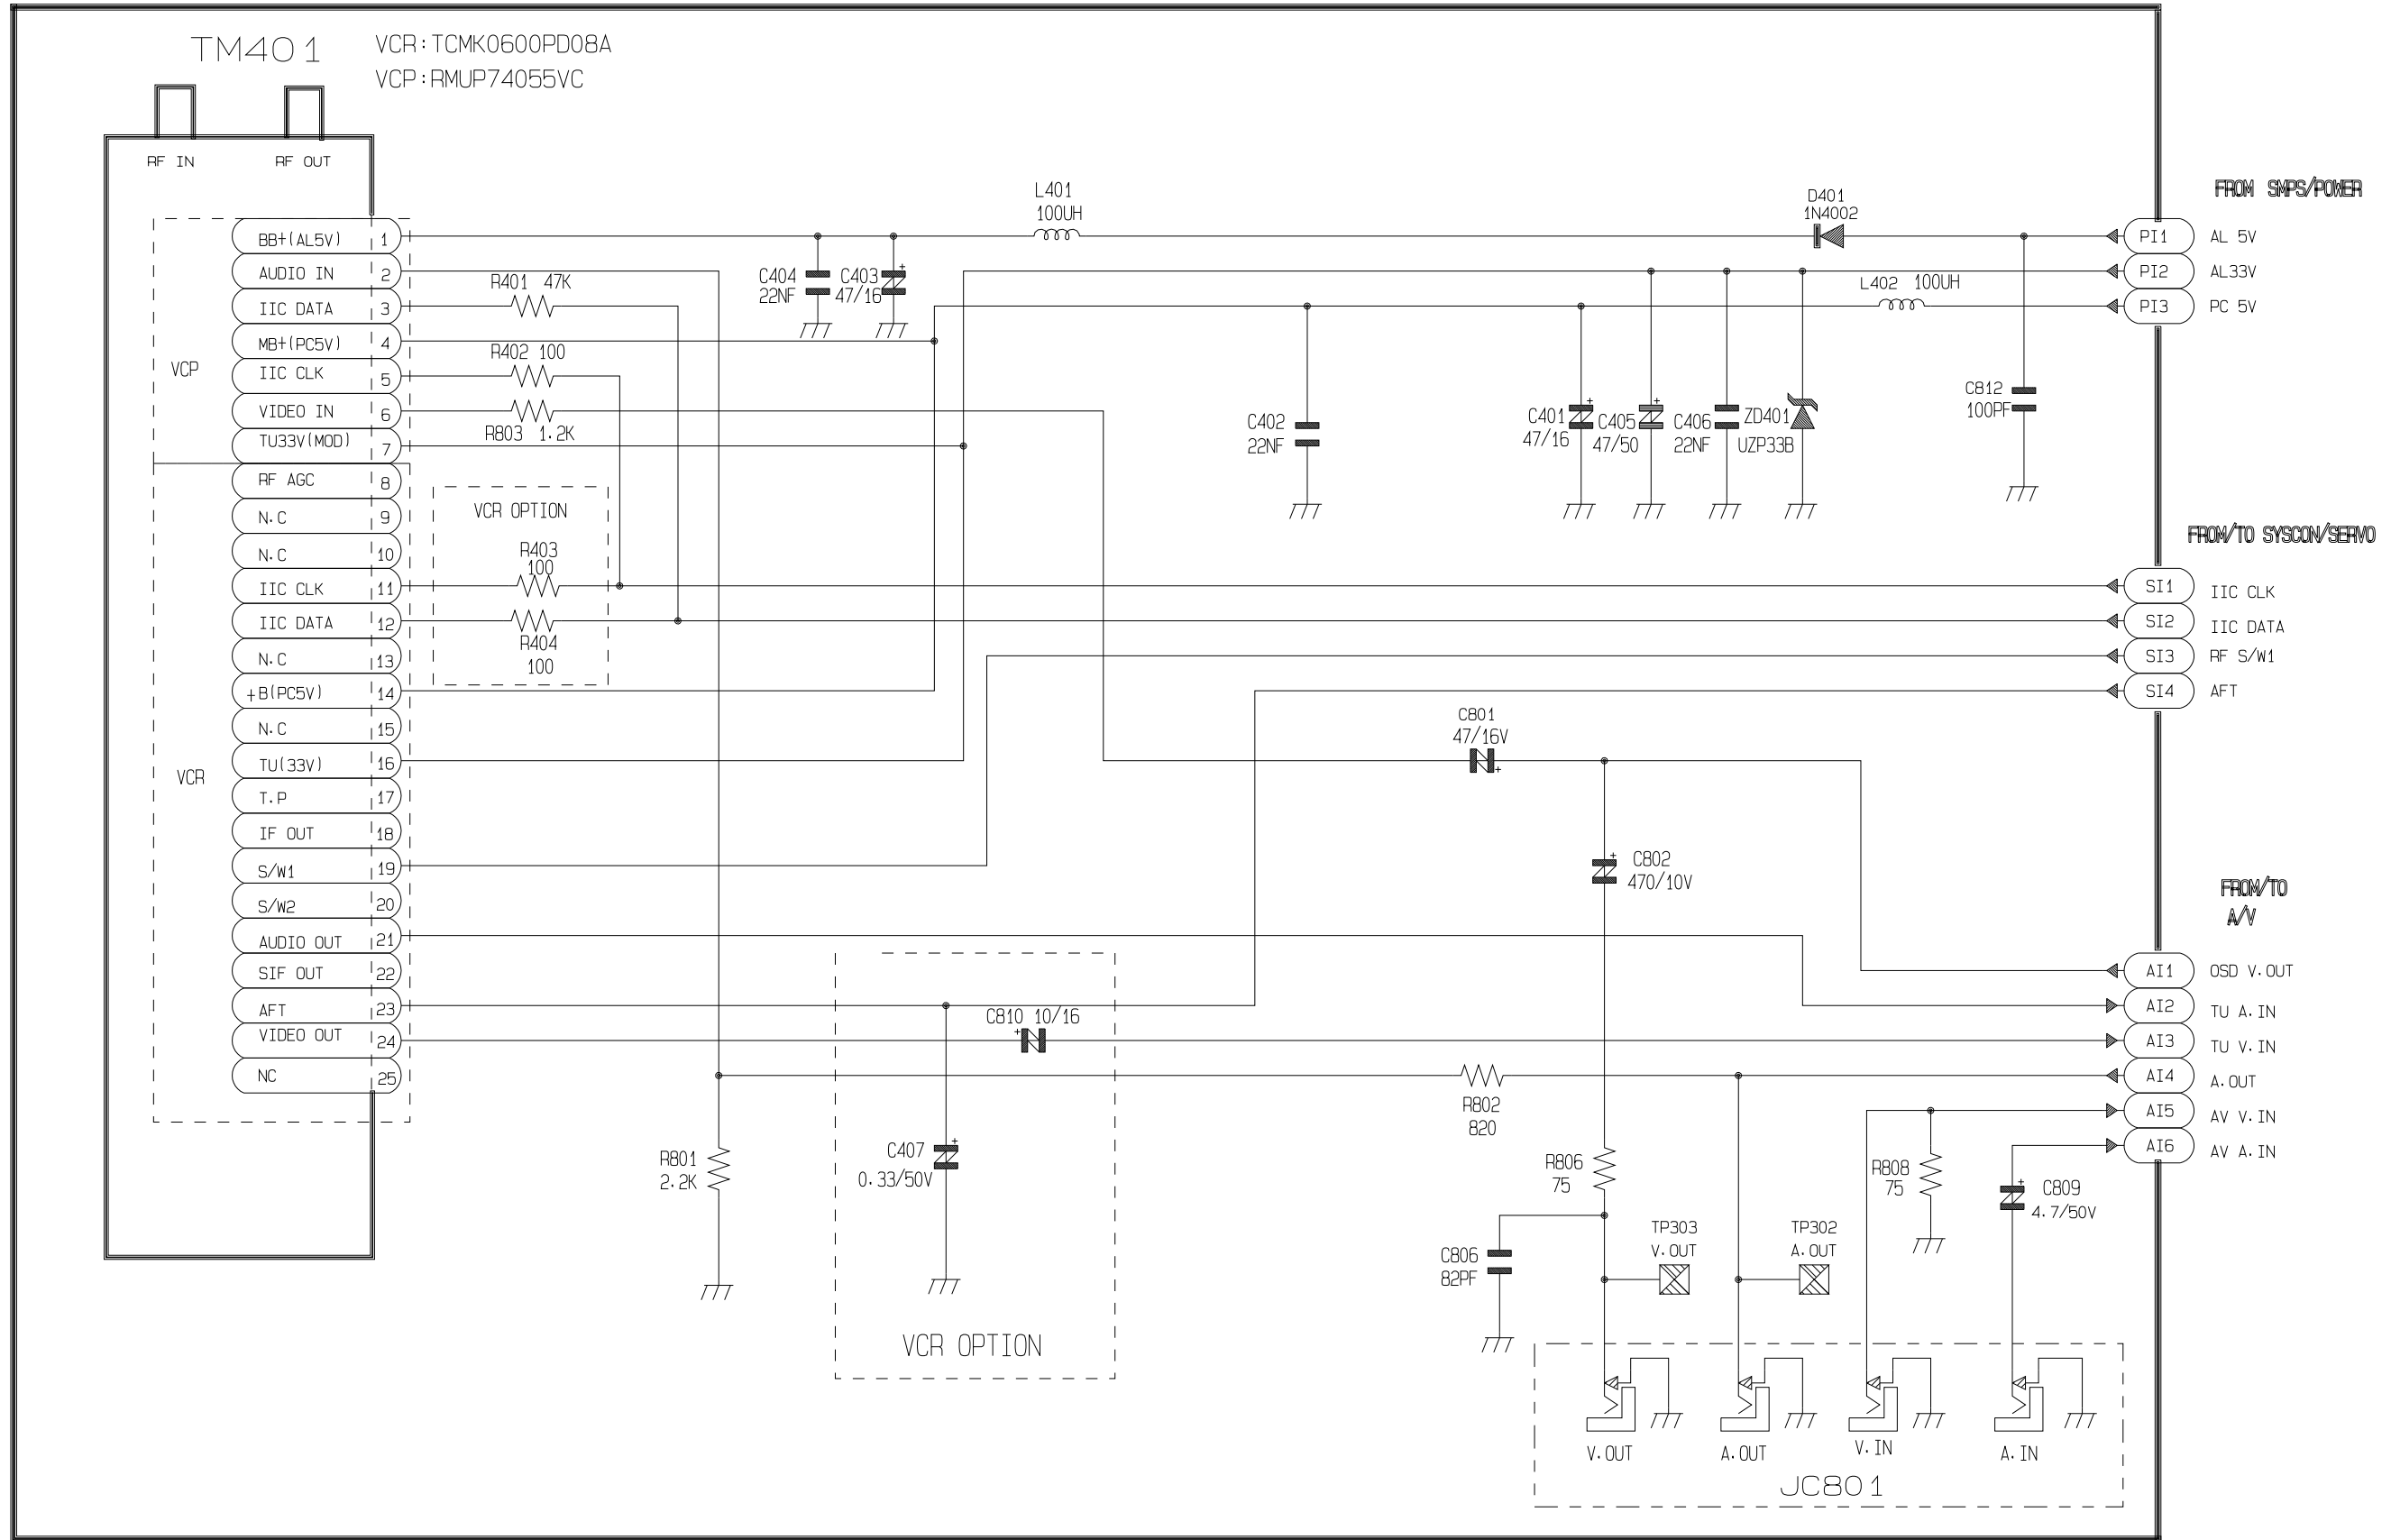 TM401
VCR:TCMK0600PD08A
VCP:RMUP74055VC
RF IN
RF OUT
VCP
BB+(AL5V) 1
AUDIO IN 2
IIC DATA 3
MB+(PC5V) 4
IIC CLK 5
VIDEO IN 6
TU33V(MOD) 7
VCR
RF AGC 8
N.C 9
N.C 10
IIC CLK 11
IIC DATA 12
N.C 13
+B(PC5V) 14
N.C 15
TU(33V) 16
T.P 17
IF OUT 18
S/W1 19
S/W2 20
AUDIO OUT 21
SIF OUT 22
AFT 23
VIDEO OUT 24
NC 25
R401 47K
R402 100
R803 1.2K
VCR OPTION
R403
100
R404
100
C404
22NF
C403
47/16
+
L401
100UH
D401
1N4002
L402 100UH
C402
22NF
C401
47/16
+
C405
47/50
+
C406
22NF
ZD401
UZP33B
C812
100PF
FROM SMPS/POWER
PI1 AL 5V
PI2 AL33V
PI3 PC 5V
FROM/TO SYSCON/SERVO
SI1 IIC CLK
SI2 IIC DATA
SI3 RF S/W1
SI4 AFT
C801
47/16V
+
C802
470/10V
+
FROM/TO
A/V
AI1 OSD V.OUT
AI2 TU A.IN
AI3 TU V.IN
AI4 A.OUT
AI5 AV V.IN
AI6 AV A.IN
C810 10/16
+
R802
820
R801
2.2K
C407
0.33/50V
+
VCR OPTION
R806
75
R808
75
C809
4.7/50V
+
C806
82PF
TP303
V.OUT
TP302
A.OUT
V.OUT
A.OUT
V.IN
A.IN
JC801